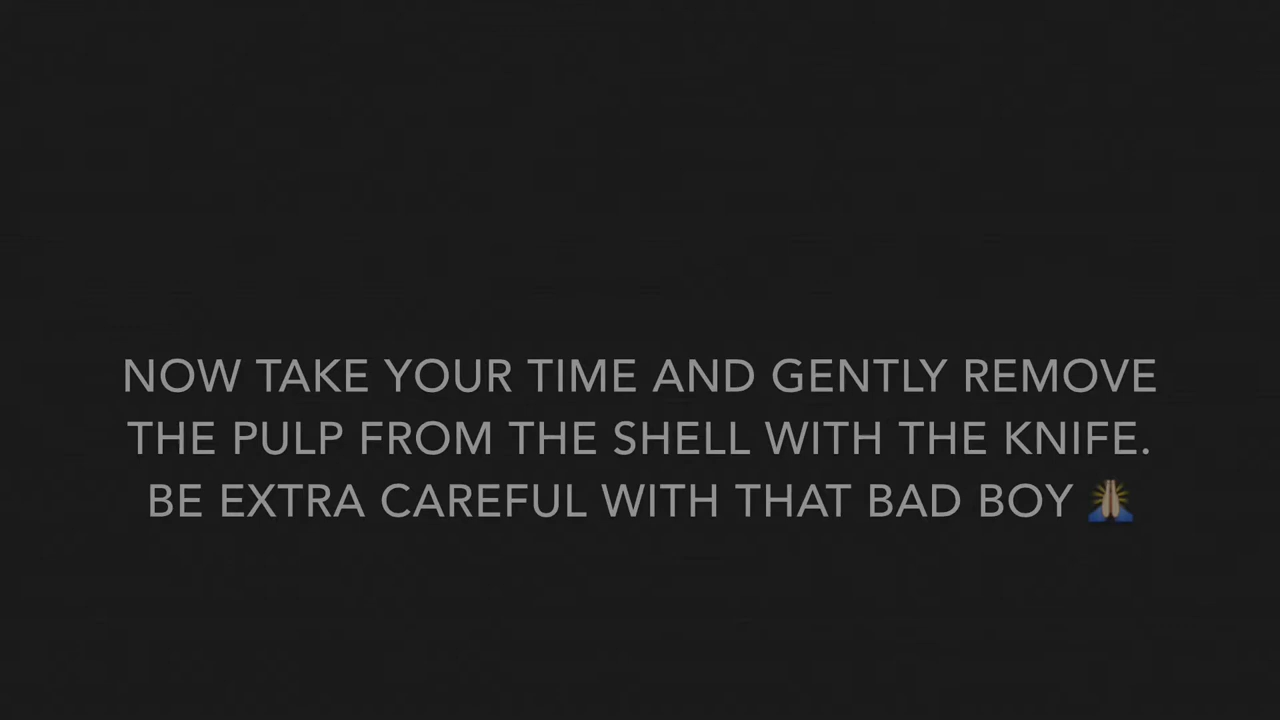 NOW TAKE YOUR TIME AND GENTLY REMOVE
THE PULP FROM THE SHELL WITH THE KNIFE.
BE EXTRA CAREFUL WITH THAT BAD BOY 🙏